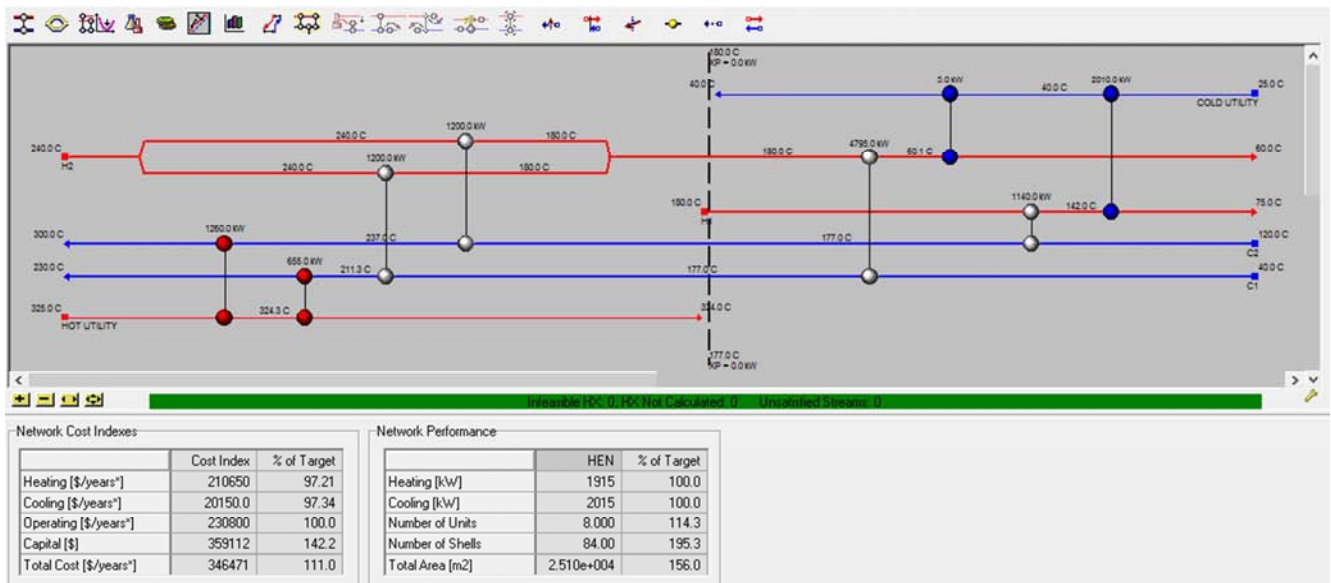 180.0 C
XP = 0.0 kW
40.0 C
5.0 kW
40.0 C
2010.0 kW
25.0 C
COLD UTILITY
1200.0 kW
240.0 C
180.0 C
240.0 C
H2
1200.0 kW
240.0 C
180.0 C
180.0 C
4795.0 kW
60.1 C
60.0 C
180.0 C
1140.0 kW
142.0 C
75.0 C
1260.0 kW
300.0 C
237.0 C
177.0 C
120.0 C
C2
655.0 kW
230.0 C
211.3 C
177.0 C
40.0 C
C1
325.0 C
HOT UTILITY
324.3 C
324.0 C
177.0 C
XP = 0.0 kW
Infeasible HX: 0, HX Not Calculated: 0 Unsatisfied Streams: 0
Network Cost Indexes
Cost Index % of Target
Heating [$/years*] 210650 97.21
Cooling [$/years*] 20150.0 97.34
Operating [$/years*] 230800 100.0
Capital [$] 359112 142.2
Total Cost [$/years*] 346471 111.0
Network Performance
HEN % of Target
Heating [kW] 1915 100.0
Cooling [kW] 2015 100.0
Number of Units 8.000 114.3
Number of Shells 84.00 195.3
Total Area [m2] 2.510e+004 156.0